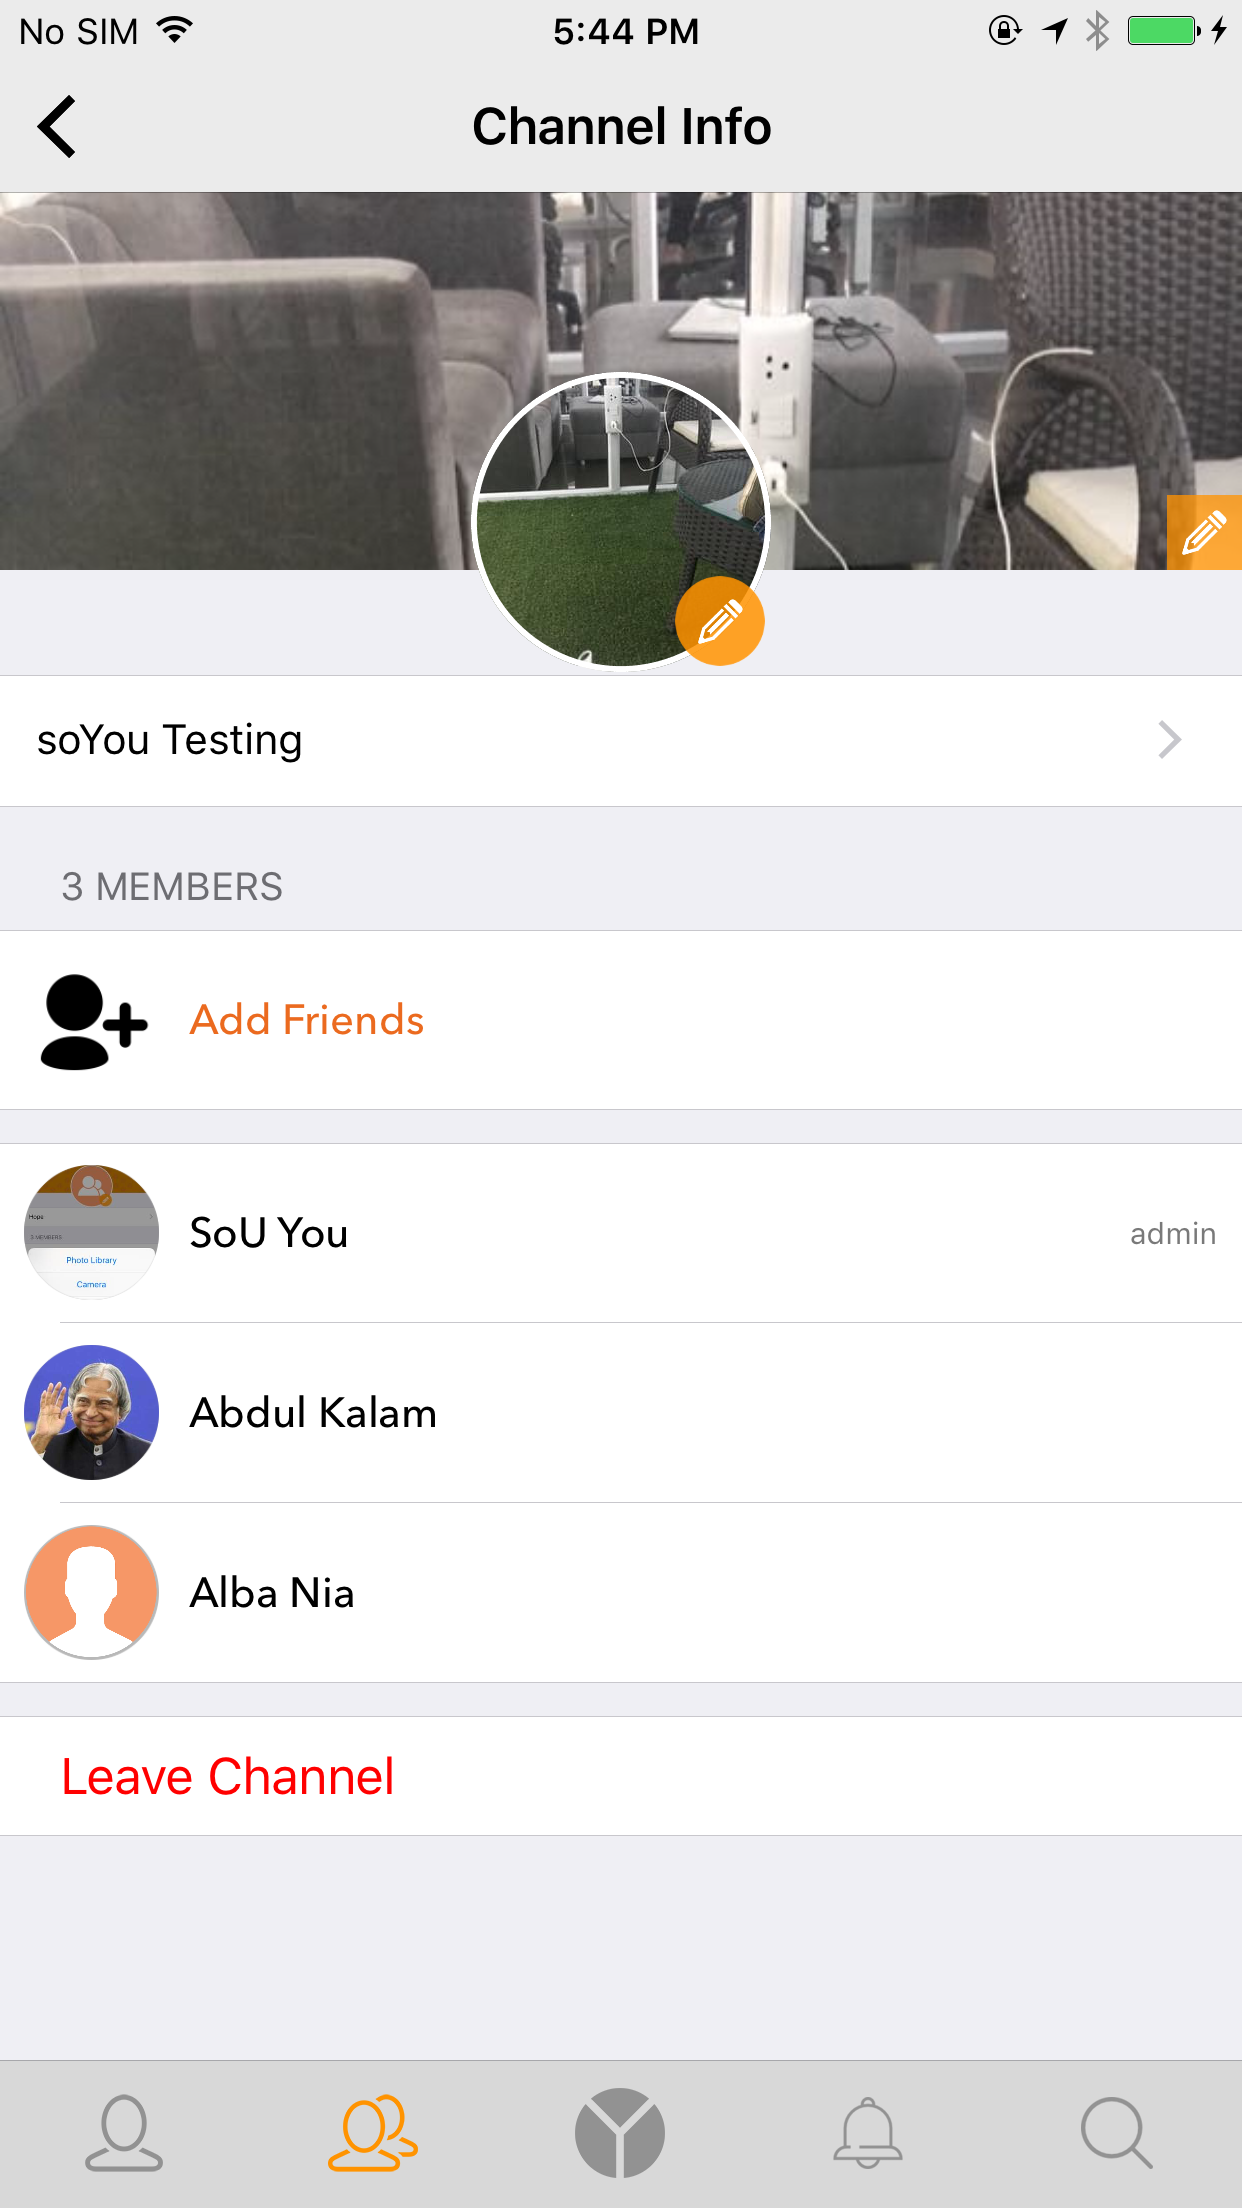 No SIM 5:44 PM
Channel Info
soYou Testing
3 MEMBERS
Add Friends
Hope
3 MEMBERS
Photo Library
Camera
SoU You
admin
Abdul Kalam
Alba Nia
Leave Channel